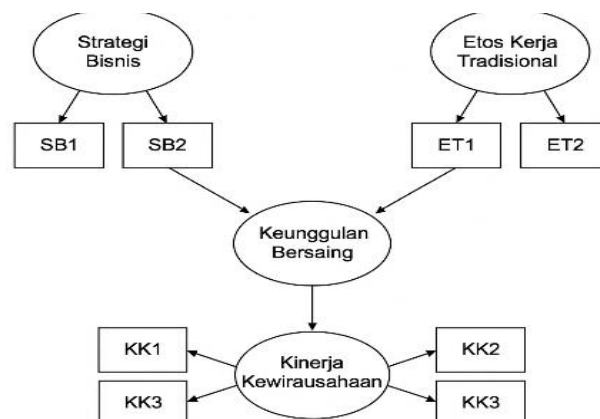 Strategi
Bisnis
Etos Kerja
Tradisional
SB1
SB2
ET1
ET2
Keunggulan
Bersaing
KK1
KK2
Kinerja
Kewirausahaan
KK3
KK3